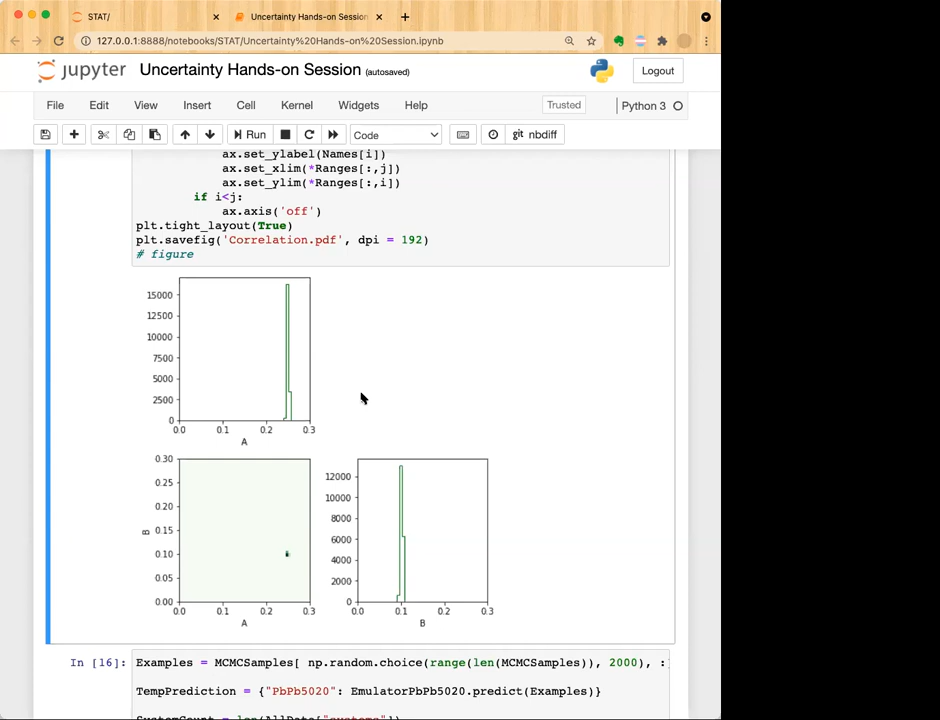 STAT/ × Uncertainty Hands-on Session × +
127.0.0.1:8888/notebooks/STAT/Uncertainty%20Hands-on%20Session.ipynb
jupyter Uncertainty Hands-on Session (autosaved) Logout
File Edit View Insert Cell Kernel Widgets Help Trusted Python 3
Run Code nbdiff
ax.set_ylabel(Names[i])
ax.set_xlim(*Ranges[:,j])
ax.set_ylim(*Ranges[:,i])
if i<j:
ax.axis('off')
plt.tight_layout(True)
plt.savefig('Correlation.pdf', dpi = 192)
# figure
15000
12500
10000
7500
5000
2500
0
0.0 0.1 0.2 0.3
A
0.30
0.25
0.20
0.15
0.10
0.05
0.00
B
0.0 0.1 0.2 0.3
A
12000
10000
8000
6000
4000
2000
0
0.0 0.1 0.2 0.3
B
In [16]: Examples = MCMCSamples[ np.random.choice(range(len(MCMCSamples)), 2000), :]
TempPrediction = {"PbPb5020": EmulatorPbPb5020.predict(Examples)}
SystemCount = len(AllData["systems"])